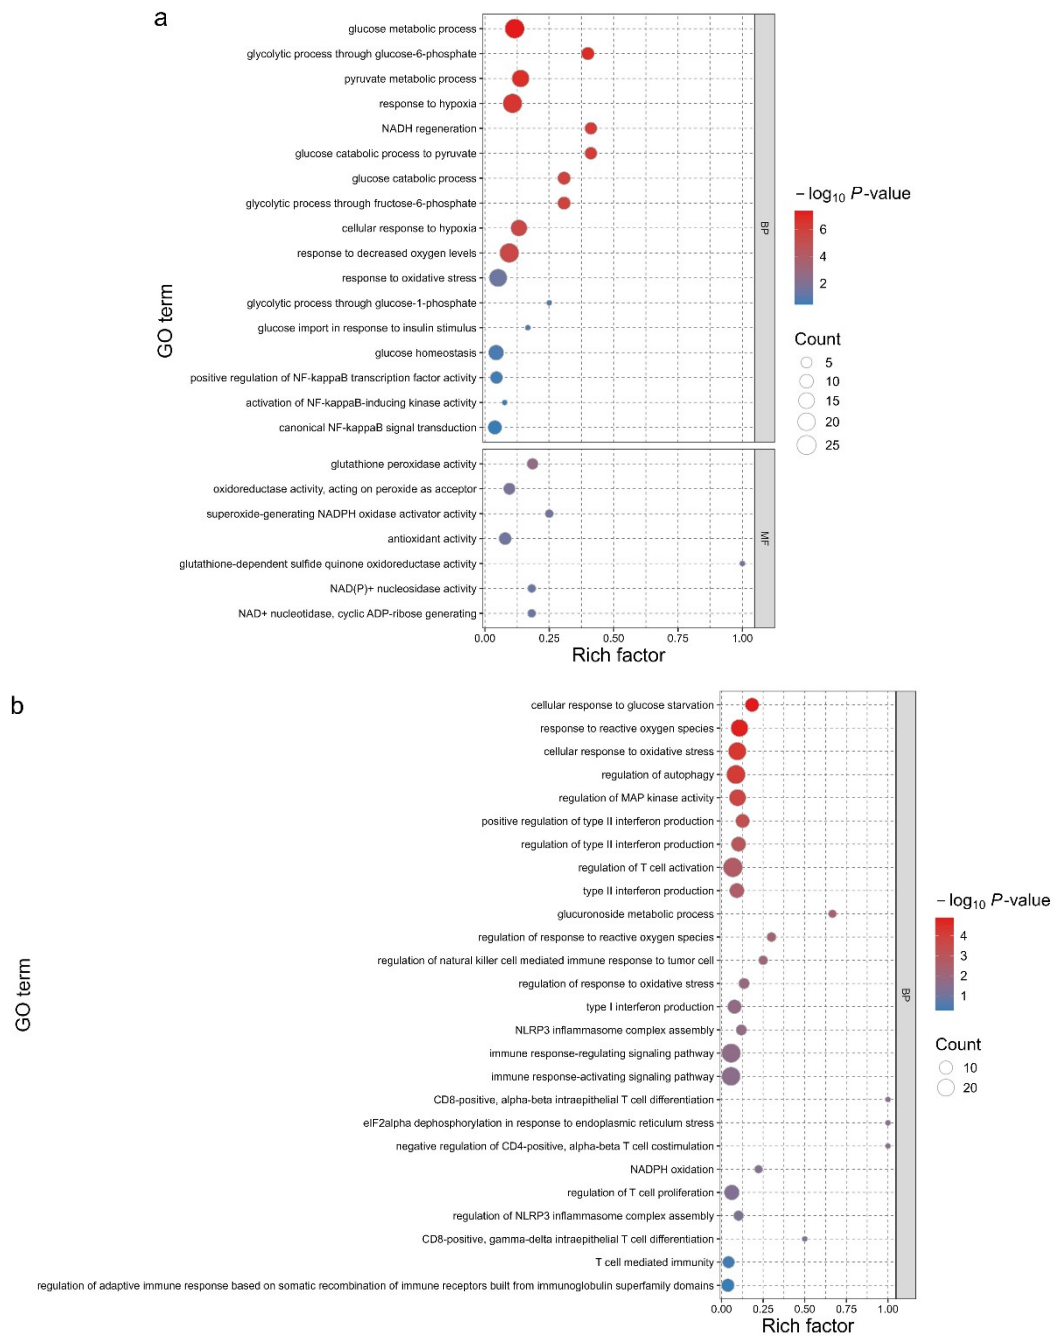 a
glucose metabolic process
glycolytic process through glucose-6-phosphate
pyruvate metabolic process
response to hypoxia
NADH regeneration
glucose catabolic process to pyruvate
glucose catabolic process
glycolytic process through fructose-6-phosphate
cellular response to hypoxia
response to decreased oxygen levels
response to oxidative stress
glycolytic process through glucose-1-phosphate
glucose import in response to insulin stimulus
glucose homeostasis
positive regulation of NF-kappaB transcription factor activity
activation of NF-kappaB-inducing kinase activity
canonical NF-kappaB signal transduction
BP
glutathione peroxidase activity
oxidoreductase activity, acting on peroxide as acceptor
superoxide-generating NADPH oxidase activator activity
antioxidant activity
glutathione-dependent sulfide quinone oxidoreductase activity
NAD(P)+ nucleosidase activity
NAD+ nucleotidase, cyclic ADP-ribose generating
MF
GO term
0.00 0.25 0.50 0.75 1.00
Rich factor
−log10 P-value
6
4
2
Count
5
10
15
20
25
b
cellular response to glucose starvation
response to reactive oxygen species
cellular response to oxidative stress
regulation of autophagy
regulation of MAP kinase activity
positive regulation of type II interferon production
regulation of type II interferon production
regulation of T cell activation
type II interferon production
glucuronoside metabolic process
regulation of response to reactive oxygen species
regulation of natural killer cell mediated immune response to tumor cell
regulation of response to oxidative stress
type I interferon production
NLRP3 inflammasome complex assembly
immune response-regulating signaling pathway
immune response-activating signaling pathway
CD8-positive, alpha-beta intraepithelial T cell differentiation
eIF2alpha dephosphorylation in response to endoplasmic reticulum stress
negative regulation of CD4-positive, alpha-beta T cell costimulation
NADPH oxidation
regulation of T cell proliferation
regulation of NLRP3 inflammasome complex assembly
CD8-positive, gamma-delta intraepithelial T cell differentiation
T cell mediated immunity
regulation of adaptive immune response based on somatic recombination of immune receptors built from immunoglobulin superfamily domains
BP
GO term
0.00 0.25 0.50 0.75 1.00
Rich factor
−log10 P-value
4
3
2
1
Count
10
20